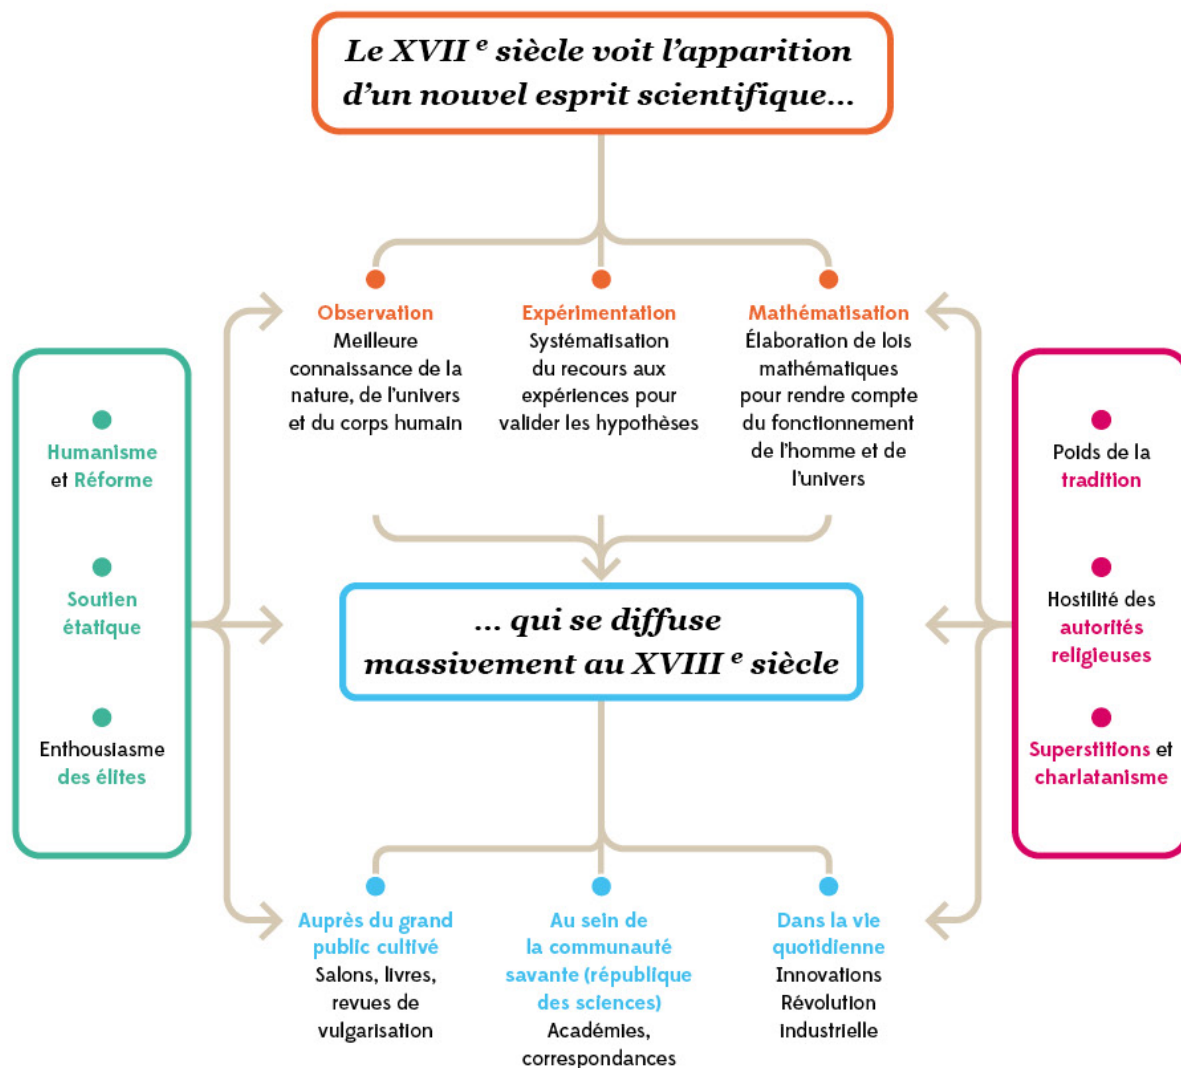 Le XVII e siècle voit l’apparition
d’un nouvel esprit scientifique...
Observation
Meilleure
connaissance de la
nature, de l’univers
et du corps humain
Expérimentation
Systématisation
du recours aux
expériences pour
valider les hypothèses
Mathématisation
Élaboration de lois
mathématiques
pour rendre compte
du fonctionnement
de l’homme et de
l’univers
Humanisme
et Réforme
Soutien
étatique
Enthousiasme
des élites
Poids de la
tradition
Hostilité des
autorités
religieuses
Superstitions et
charlatanisme
... qui se diffuse
massivement au XVIII e siècle
Auprès du grand
public cultivé
Salons, livres,
revues de
vulgarisation
Au sein de
la communauté
savante (république
des sciences)
Académies,
correspondances
Dans la vie
quotidienne
Innovations
Révolution
industrielle